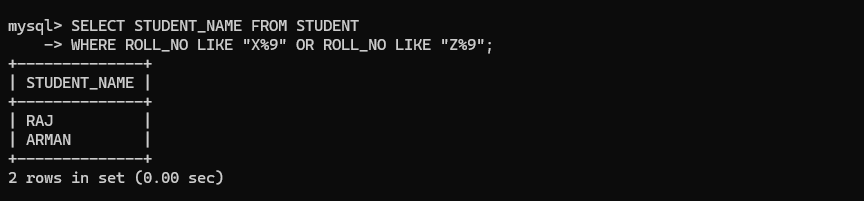 mysql> SELECT STUDENT_NAME FROM STUDENT
    -> WHERE ROLL_NO LIKE "X%9" OR ROLL_NO LIKE "Z%9";
+--------------+
| STUDENT_NAME |
+--------------+
| RAJ          |
| ARMAN        |
+--------------+
2 rows in set (0.00 sec)